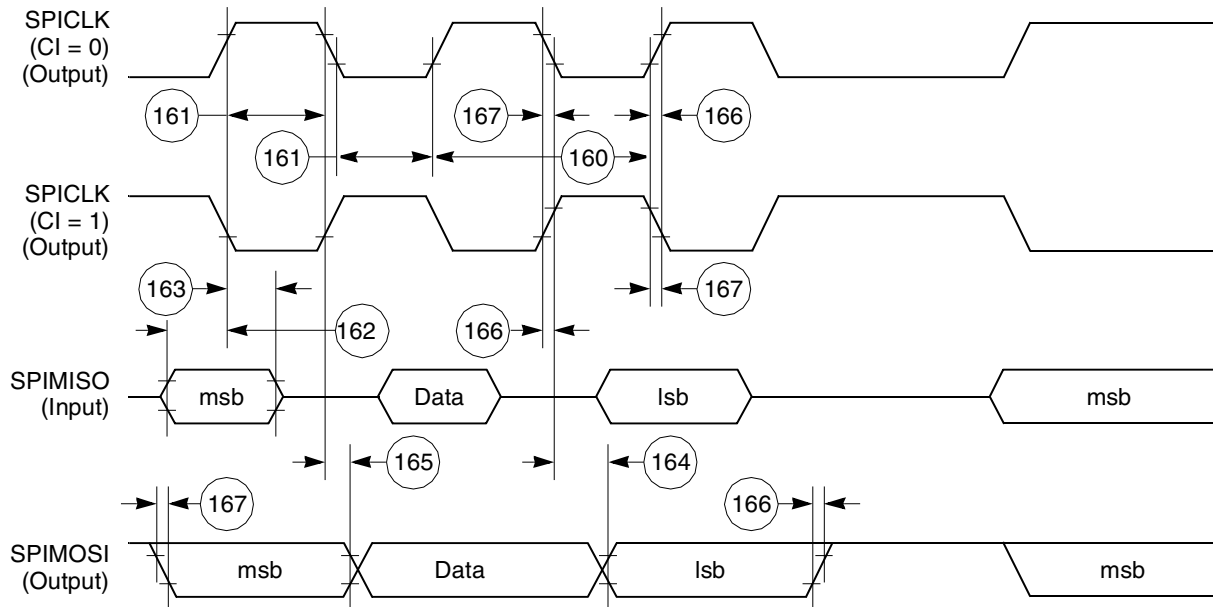 SPICLK
(CI = 0)
(Output)
161
167
166
161
160
SPICLK
(CI = 1)
(Output)
163
167
162
166
SPIMISO
(Input)
msb
Data
lsb
msb
165
164
167
166
SPIMOSI
(Output)
msb
Data
lsb
msb